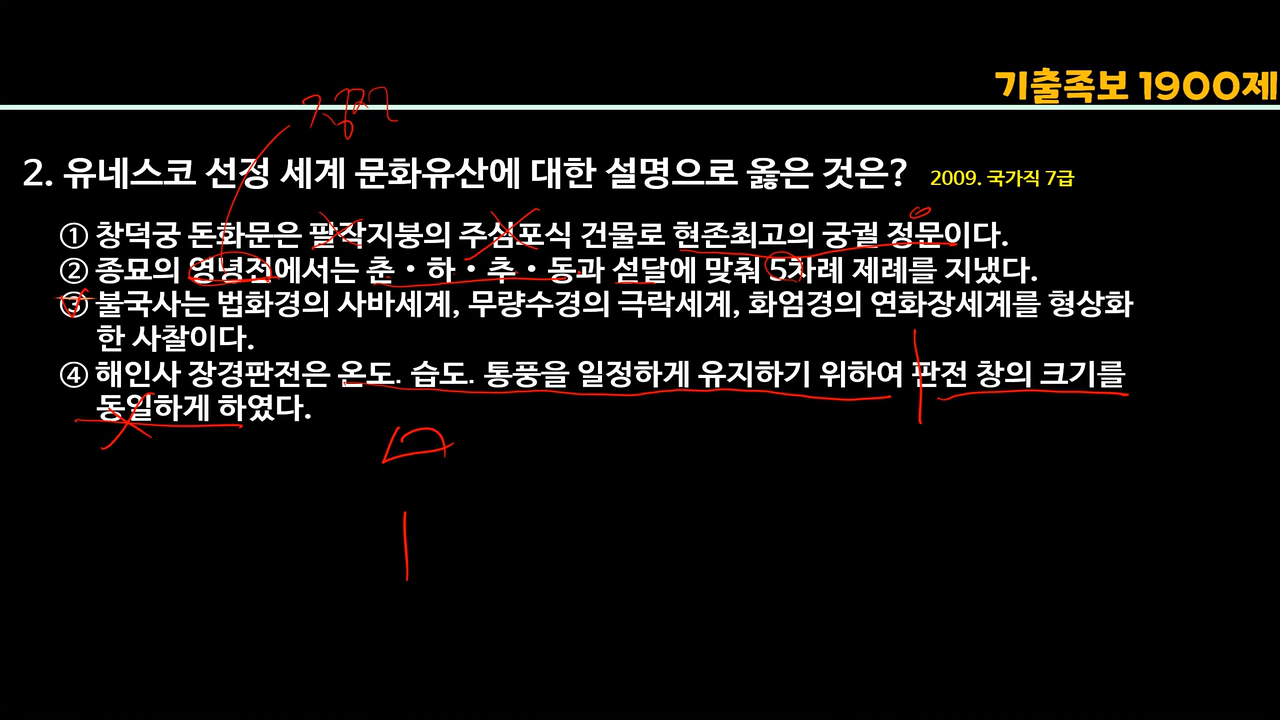 기출족보 1900제
정전
2. 유네스코 선정 세계 문화유산에 대한 설명으로 옳은 것은? 2009. 국가직 7급
① 창덕궁 돈화문은 팔작지붕의 주심포식 건물로 현존최고의 궁궐 정문이다.
② 종묘의 영녕전에서는 춘·하·추·동과 섣달에 맞춰 5차례 제례를 지냈다.
③ 불국사는 법화경의 사바세계, 무량수경의 극락세계, 화엄경의 연화장세계를 형상화
한 사찰이다.
④ 해인사 장경판전은 온도. 습도. 통풍을 일정하게 유지하기 위하여 판전 창의 크기를
동일하게 하였다.